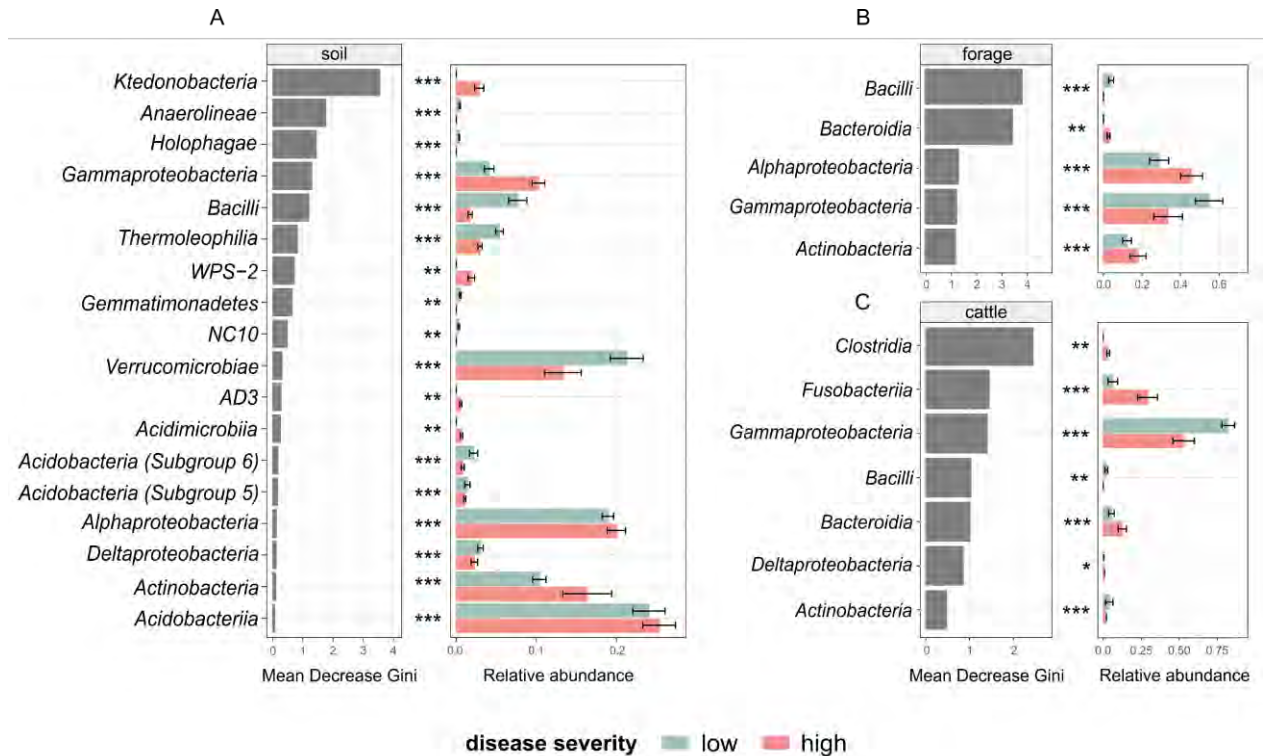 A
soil
Ktedonobacteria ***
Anaerolineae ***
Holophagae ***
Gammaproteobacteria ***
Bacilli ***
Thermoleophilia ***
WPS−2 **
Gemmatimonadetes **
NC10 **
Verrucomicrobiae ***
AD3 **
Acidimicrobiia **
Acidobacteria (Subgroup 6) ***
Acidobacteria (Subgroup 5) ***
Alphaproteobacteria ***
Deltaproteobacteria ***
Actinobacteria ***
Acidobacteriia ***
0 1 2 3 4
0.0 0.1 0.2
Mean Decrease Gini
Relative abundance
B
forage
Bacilli ***
Bacteroidia **
Alphaproteobacteria ***
Gammaproteobacteria ***
Actinobacteria ***
0 1 2 3 4
0.0 0.2 0.4 0.6
C
cattle
Clostridia **
Fusobacteriia ***
Gammaproteobacteria ***
Bacilli **
Bacteroidia ***
Deltaproteobacteria *
Actinobacteria ***
0 1 2
0.0 0.25 0.50 0.75
Mean Decrease Gini
Relative abundance
disease severity low high